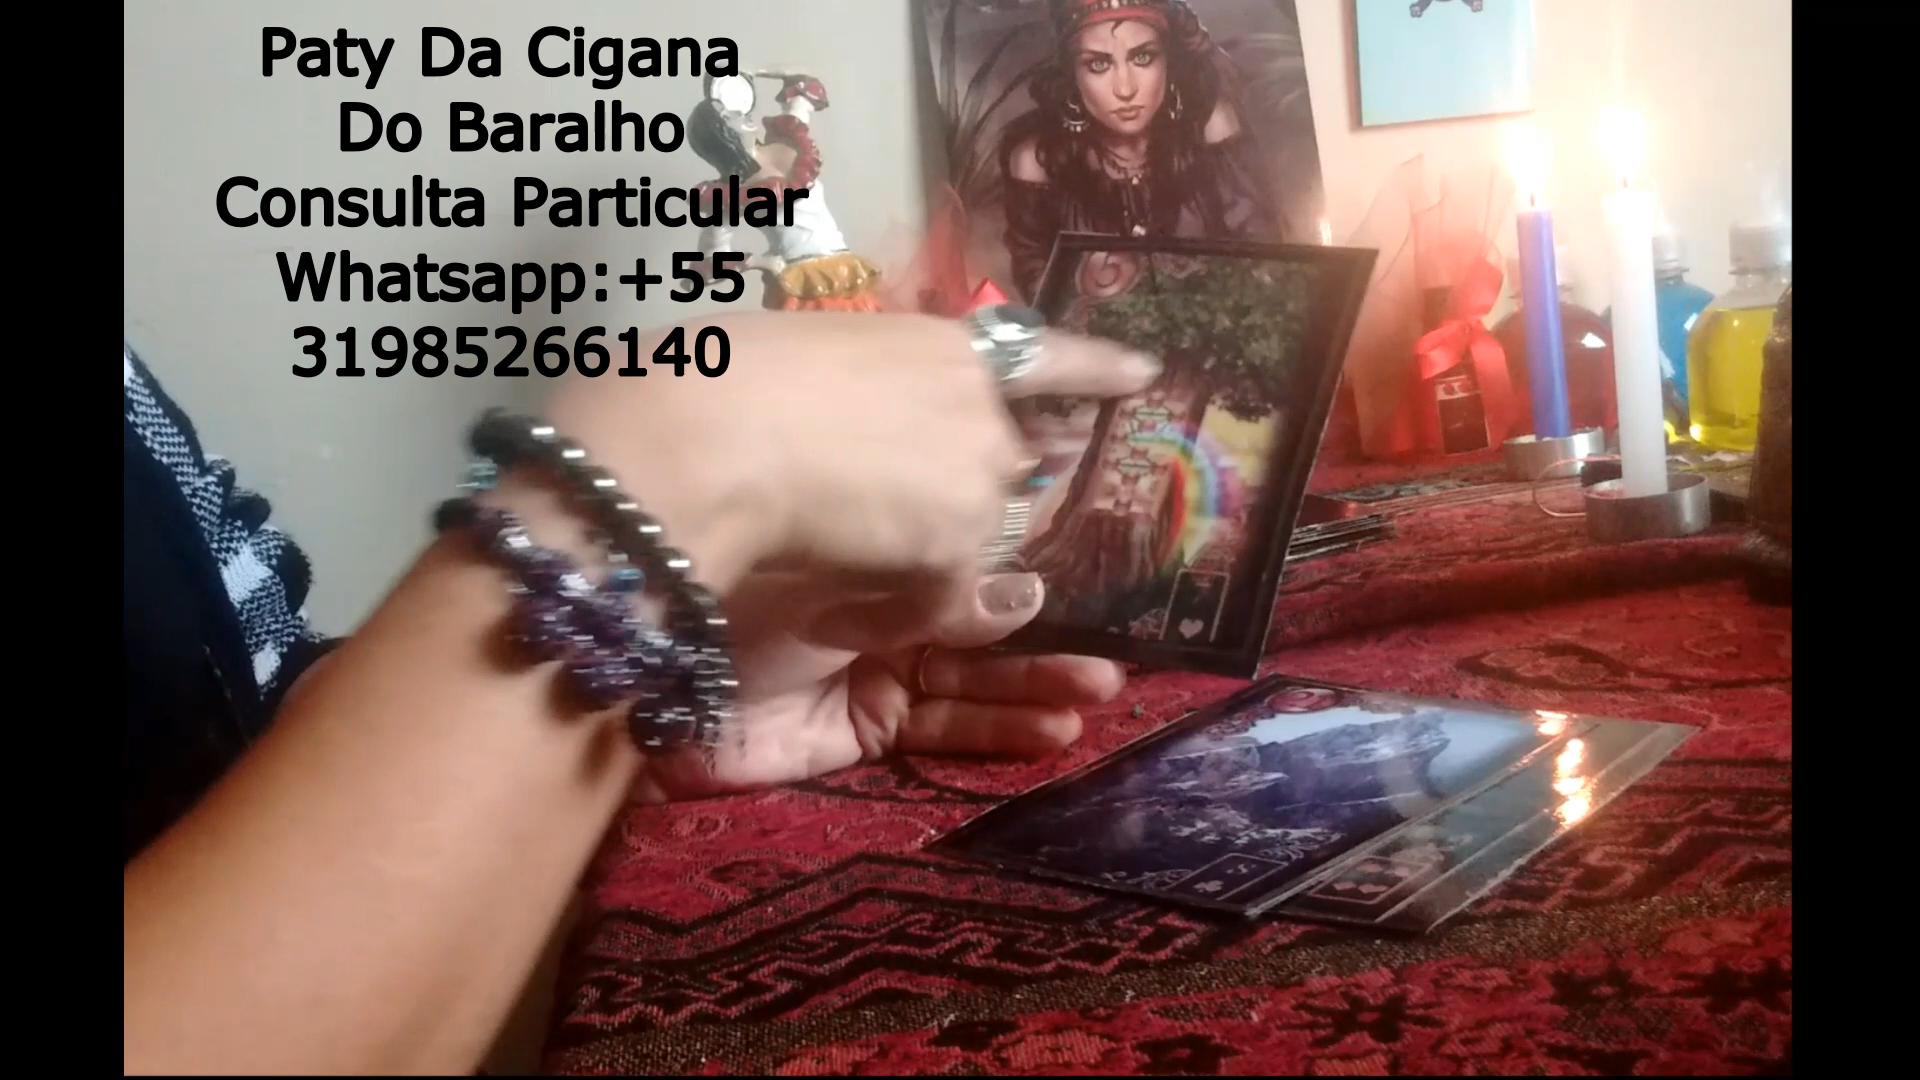 Paty Da Cigana
Do Baralho
Consulta Particular
Whatsapp:+55
31985266140